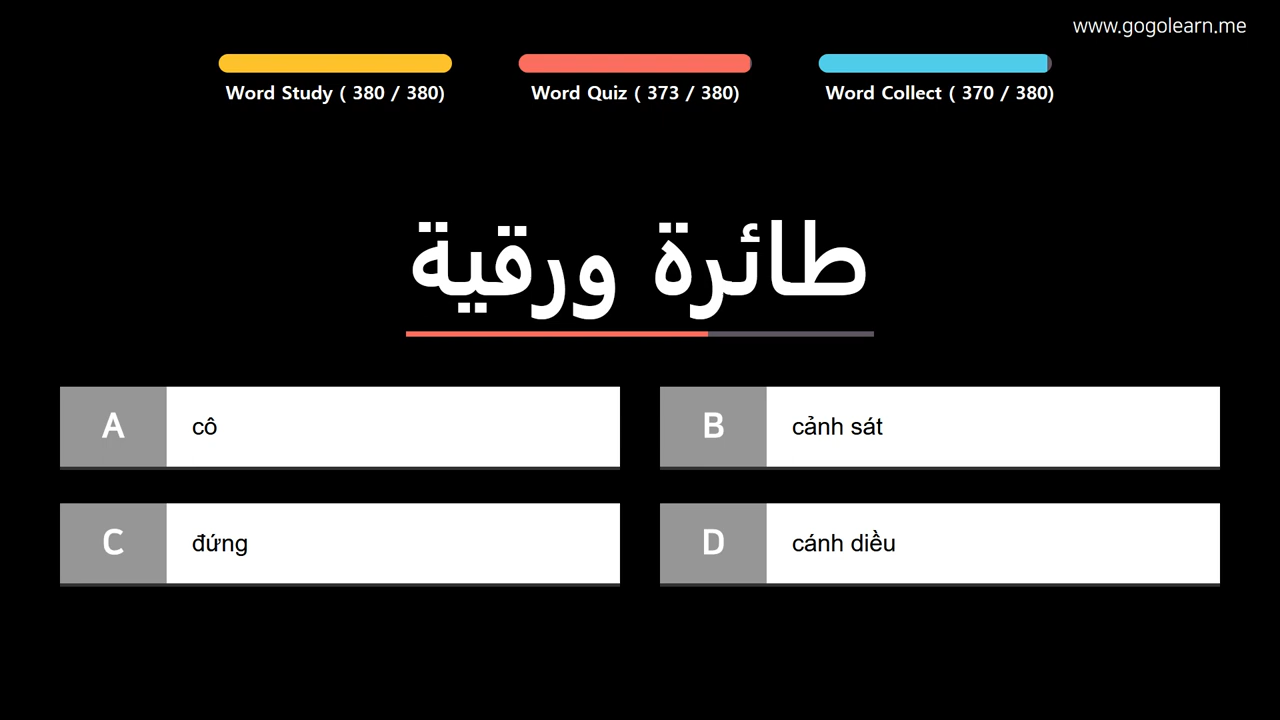 www.gogolearn.me
Word Study ( 380 / 380)
Word Quiz ( 373 / 380)
Word Collect ( 370 / 380)
طائرة ورقية
A cô
B cảnh sát
C đứng
D cánh diều